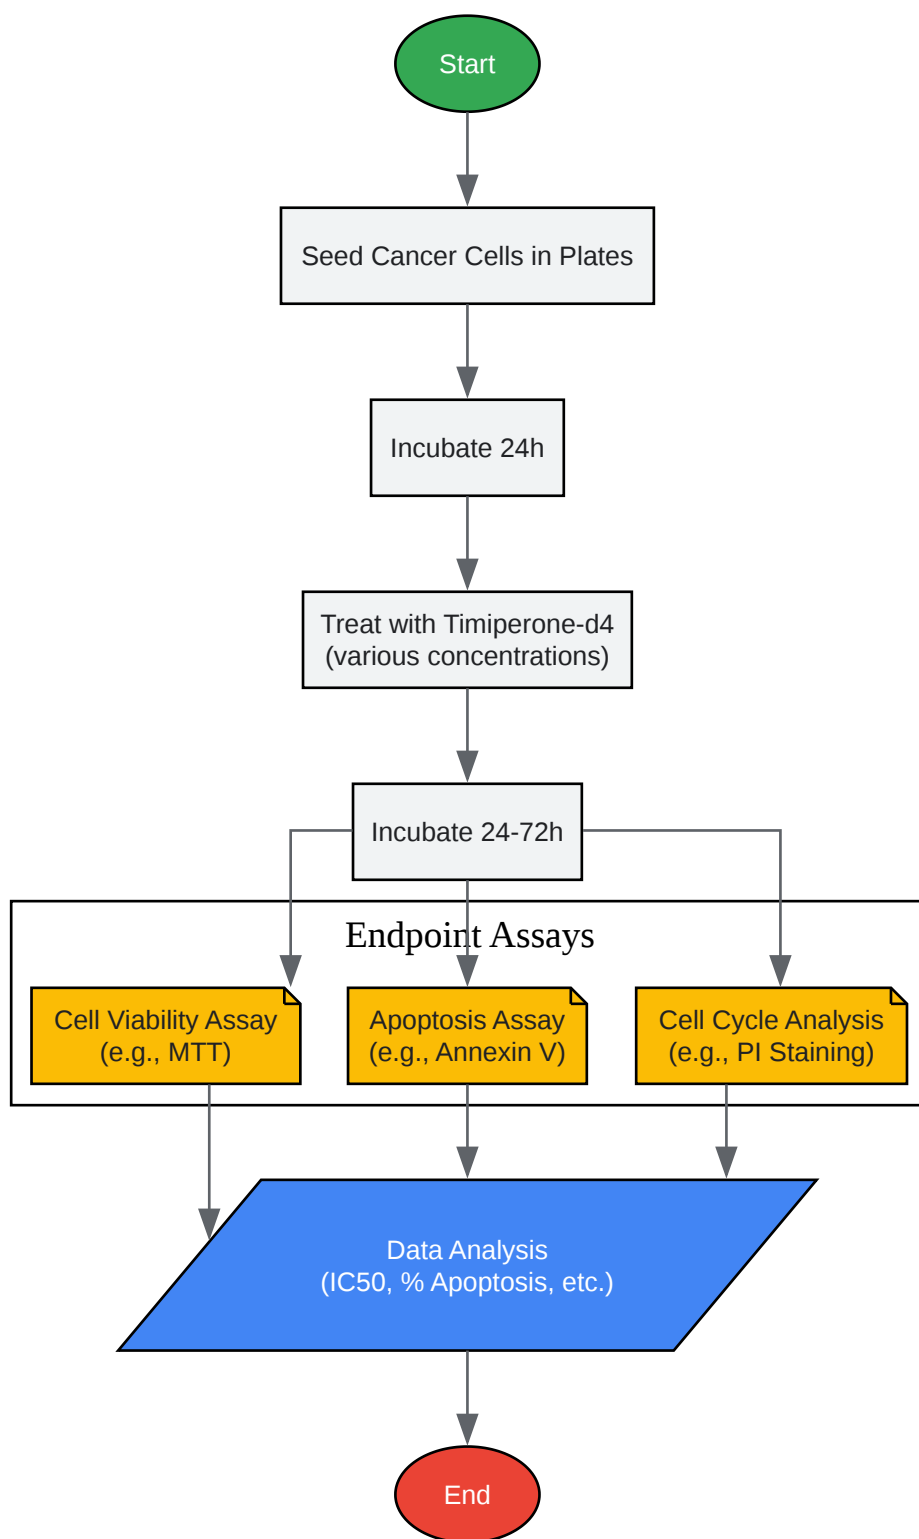 Start
Seed Cancer Cells in Plates
Incubate 24h
Treat with Timiperone-d4
(various concentrations)
Incubate 24-72h
Endpoint Assays
Cell Viability Assay
(e.g., MTT)
Apoptosis Assay
(e.g., Annexin V)
Cell Cycle Analysis
(e.g., PI Staining)
Data Analysis
(IC50, % Apoptosis, etc.)
End